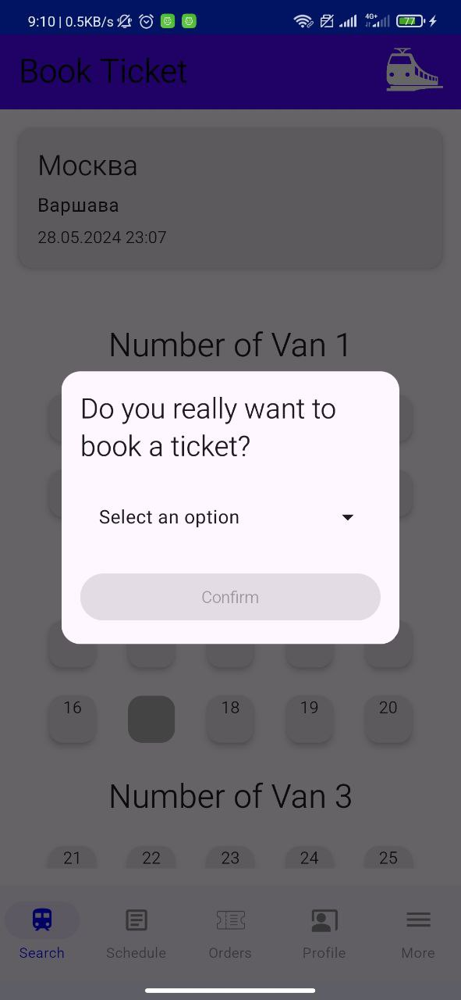 9:10 | 0.5KB/s
4G+
77
Book Ticket
Москва
Варшава
28.05.2024 23:07
Number of Van 1
Do you really want to
book a ticket?
Select an option
Confirm
16
18
19
20
Number of Van 3
21
22
23
24
25
Search
Schedule
Orders
Profile
More